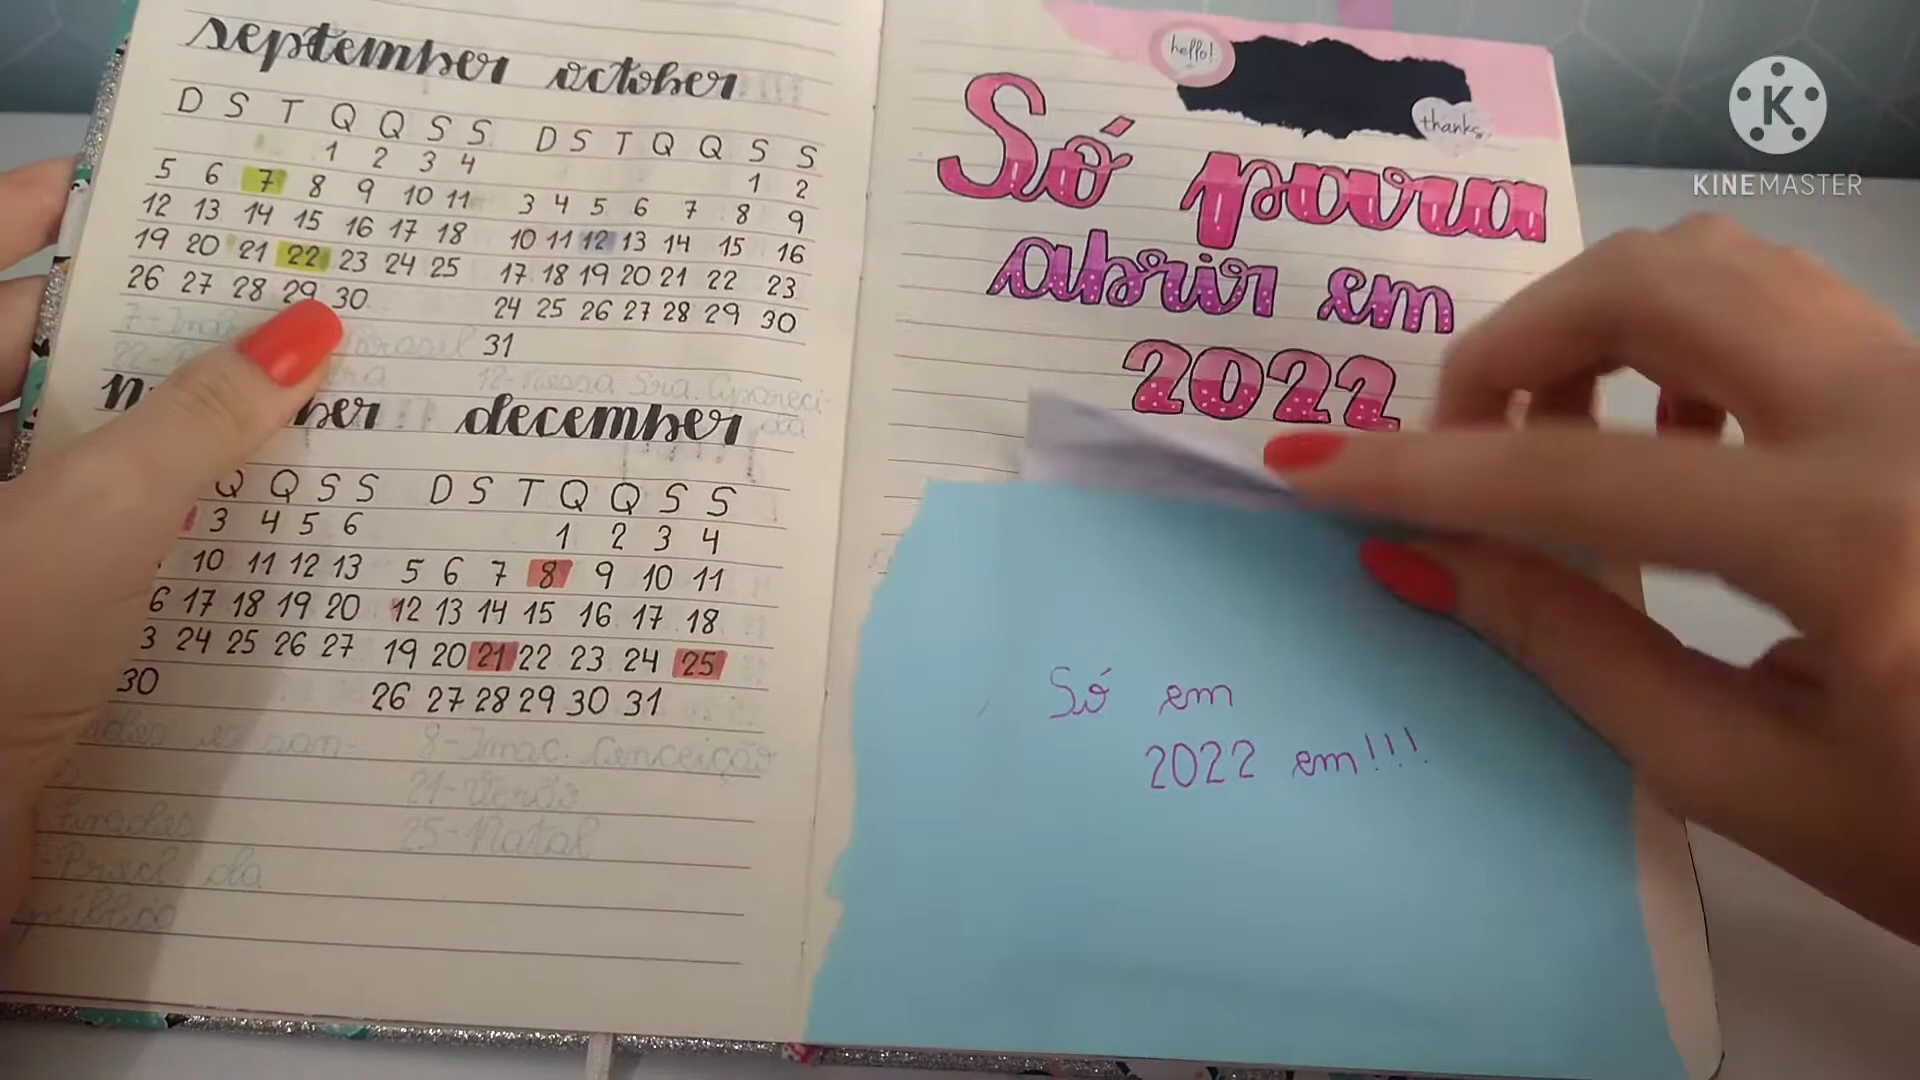 september october
D S T Q Q S S
1 2 3 4
5 6 7 8 9 10 11
12 13 14 15 16 17 18
19 20 21 22 23 24 25
26 27 28 29 30
D S T Q Q S S
1 2
3 4 5 6 7 8 9
10 11 12 13 14 15 16
17 18 19 20 21 22 23
24 25 26 27 28 29 30
31
12-Nossa Sra. Apareci-
da
december
Q Q S S
3 4 5 6
10 11 12 13
17 18 19 20
24 25 26 27
30
D S T Q Q S S
1 2 3 4
5 6 7 8 9 10 11
12 13 14 15 16 17 18
19 20 21 22 23 24 25
26 27 28 29 30 31
8-Imac. Conceição
21-Verão
25-Natal
hello!
thanks
Só para
abrir em
2022
Só em
2022 em!!!
K
KINEMASTER